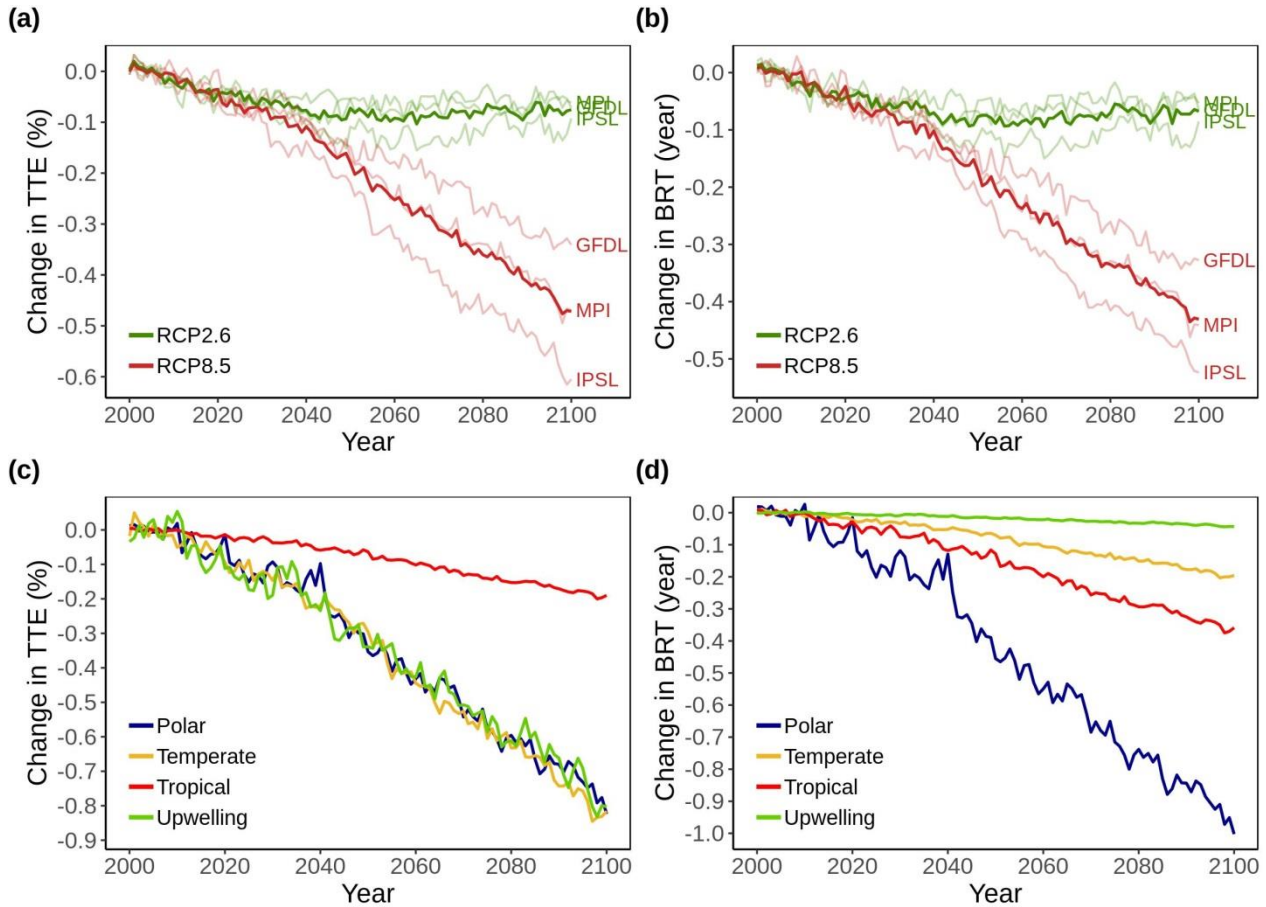 (a)
Change in TTE (%)
0.0
-0.1
-0.2
-0.3
-0.4
-0.5
-0.6
MPI
GFDL
IPSL
GFDL
MPI
IPSL
RCP2.6
RCP8.5
2000 2020 2040 2060 2080 2100
Year
(b)
Change in BRT (year)
0.0
-0.1
-0.2
-0.3
-0.4
-0.5
MPI
GFDL
IPSL
GFDL
MPI
IPSL
RCP2.6
RCP8.5
2000 2020 2040 2060 2080 2100
Year
(c)
Change in TTE (%)
0.0
-0.1
-0.2
-0.3
-0.4
-0.5
-0.6
-0.7
-0.8
-0.9
Polar
Temperate
Tropical
Upwelling
2000 2020 2040 2060 2080 2100
Year
(d)
Change in BRT (year)
0.0
-0.1
-0.2
-0.3
-0.4
-0.5
-0.6
-0.7
-0.8
-0.9
-1.0
Polar
Temperate
Tropical
Upwelling
2000 2020 2040 2060 2080 2100
Year